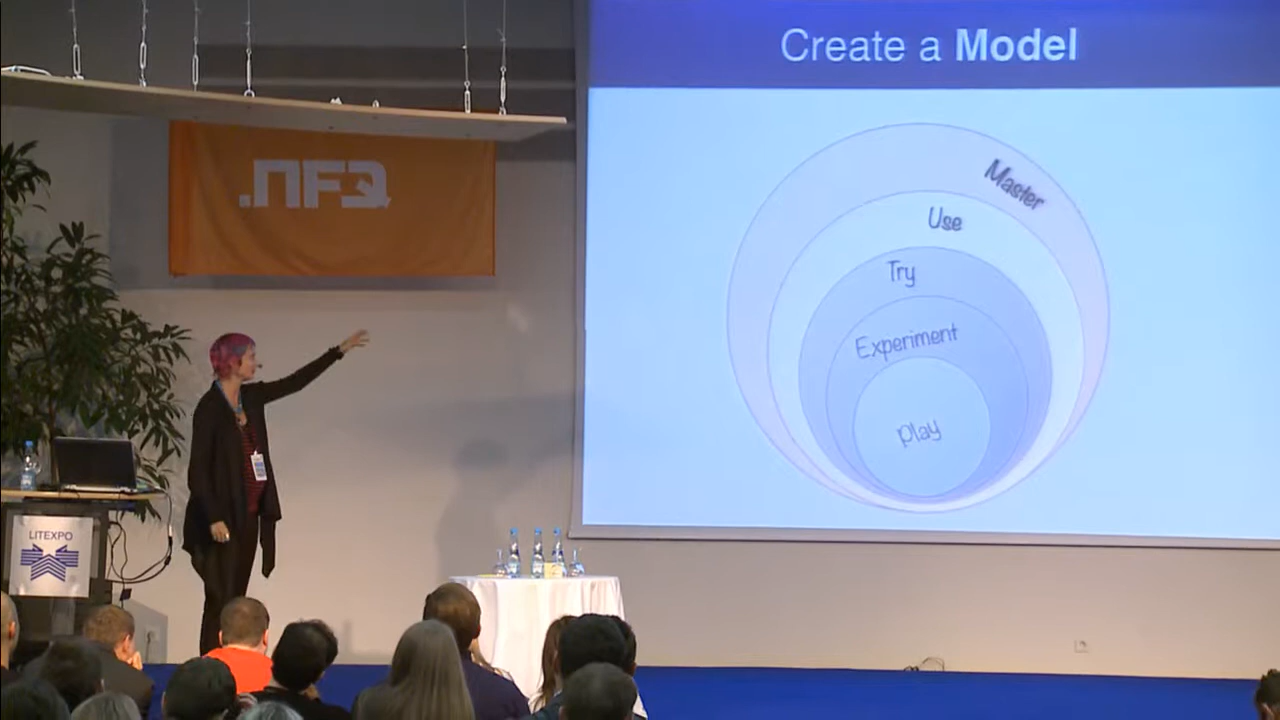 Create a Model
.NFQ
Master
Use
Try
Experiment
play
LITEXPO